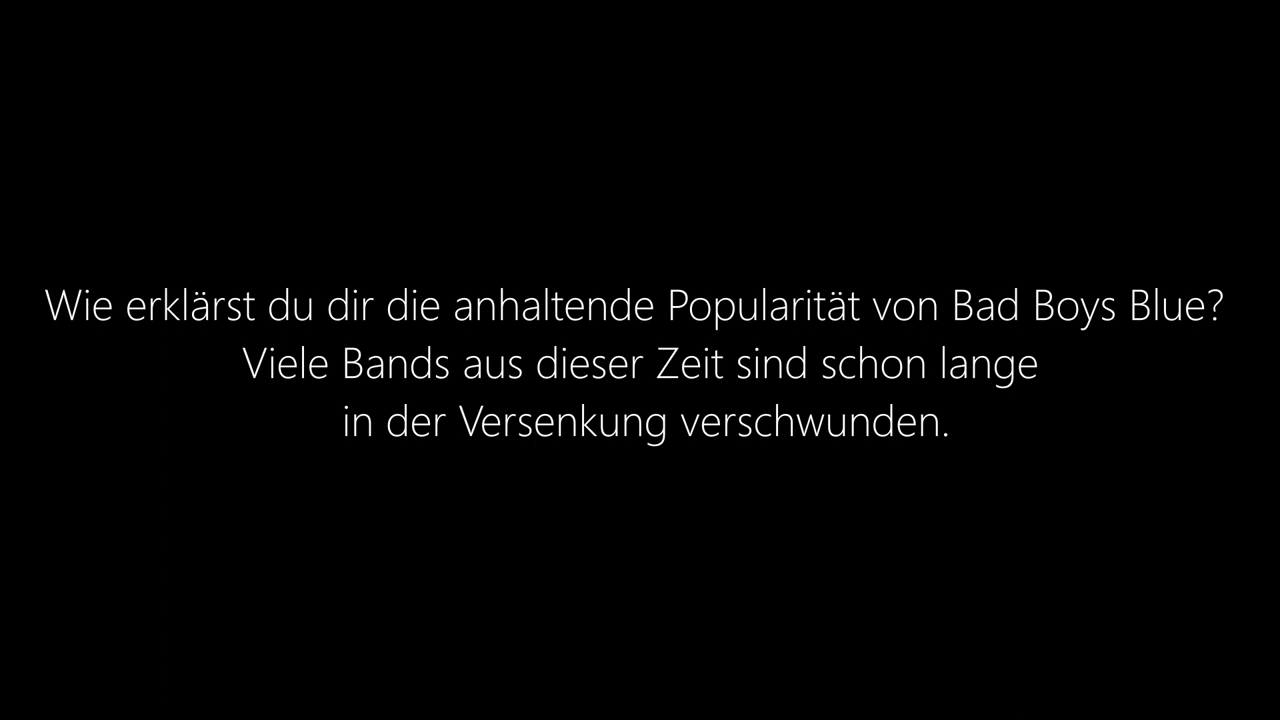 Wie erklärst du dir die anhaltende Popularität von Bad Boys Blue?
Viele Bands aus dieser Zeit sind schon lange
in der Versenkung verschwunden.